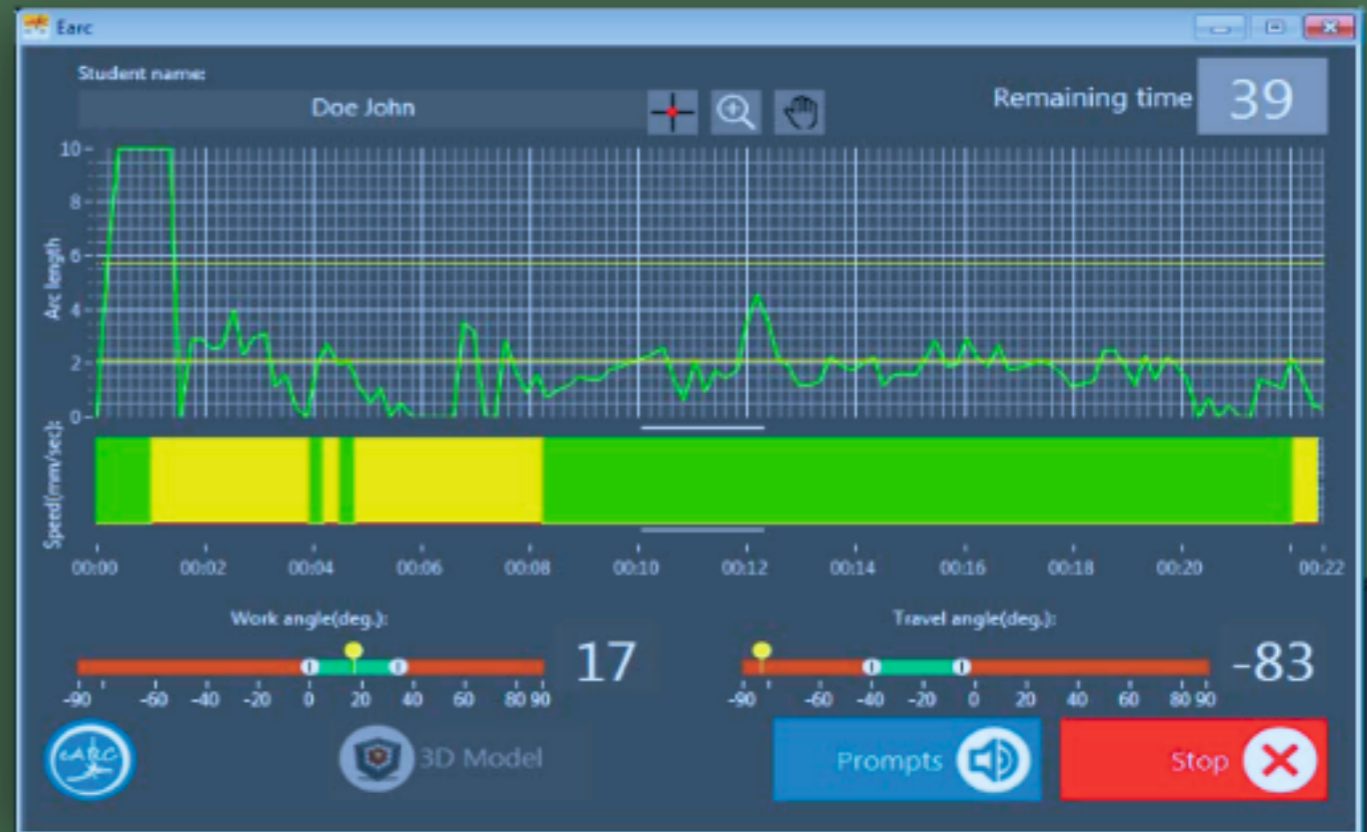 Earc
Student name:
Doe John
Remaining time 39
Arc length
10
8
6
4
2
0
Speed(mm/sec):
00:00 00:02 00:04 00:06 00:08 00:10 00:12 00:14 00:16 00:18 00:20 00:22
Work angle(deg.):
17
-90 -60 -40 -20 0 20 40 60 80 90
Travel angle(deg.):
-83
-90 -60 -40 -20 0 20 40 60 80 90
eARC
3D Model
Prompts
Stop